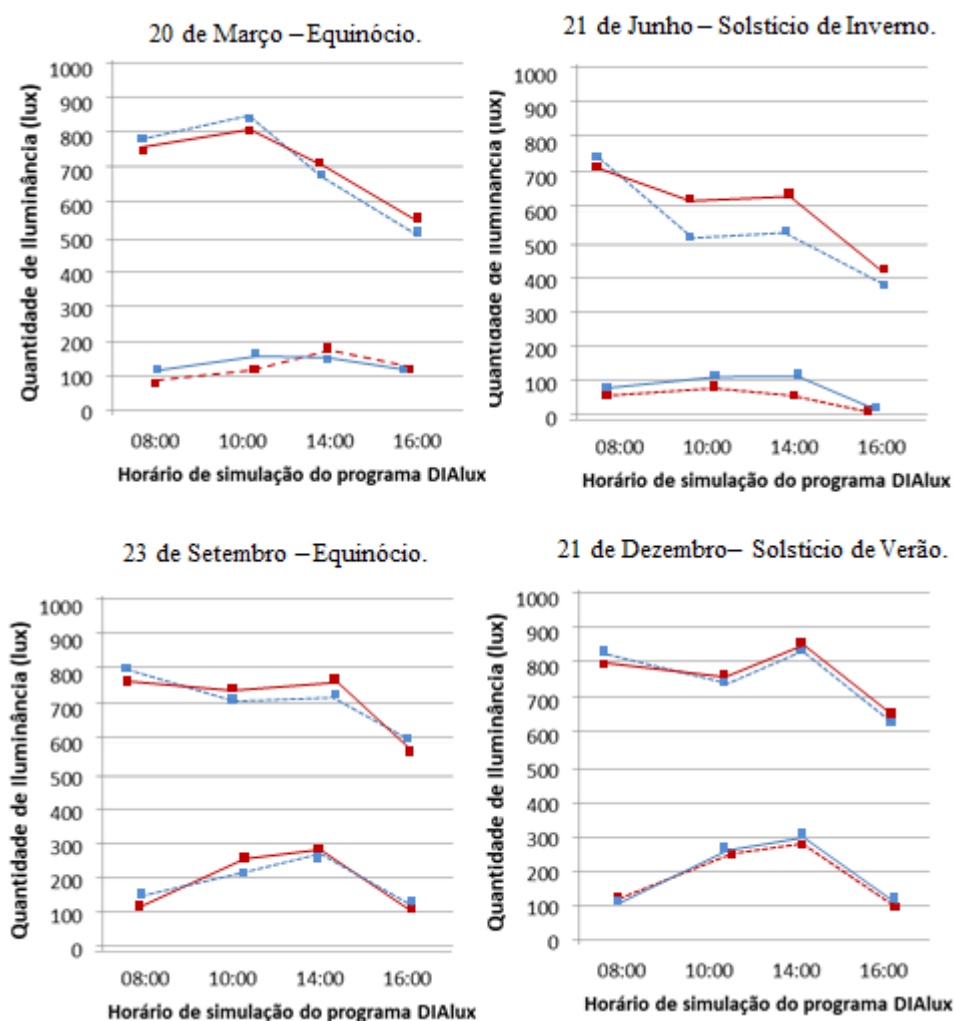 20 de Março – Equinócio.
Quantidade de Iluminância (lux)
1000
900
800
700
600
500
400
300
200
100
0
08:00 10:00 14:00 16:00
Horário de simulação do programa DIAlux
21 de Junho – Solstício de Inverno.
Quantidade de Iluminância (lux)
1000
900
800
700
600
500
400
300
200
100
0
08:00 10:00 14:00 16:00
Horário de simulação do programa DIAlux
23 de Setembro – Equinócio.
Quantidade de Iluminância (lux)
1000
900
800
700
600
500
400
300
200
100
0
08:00 10:00 14:00 16:00
Horário de simulação do programa DIAlux
21 de Dezembro– Solstício de Verão.
Quantidade de Iluminância (lux)
1000
900
800
700
600
500
400
300
200
100
0
08:00 10:00 14:00 16:00
Horário de simulação do programa DIAlux